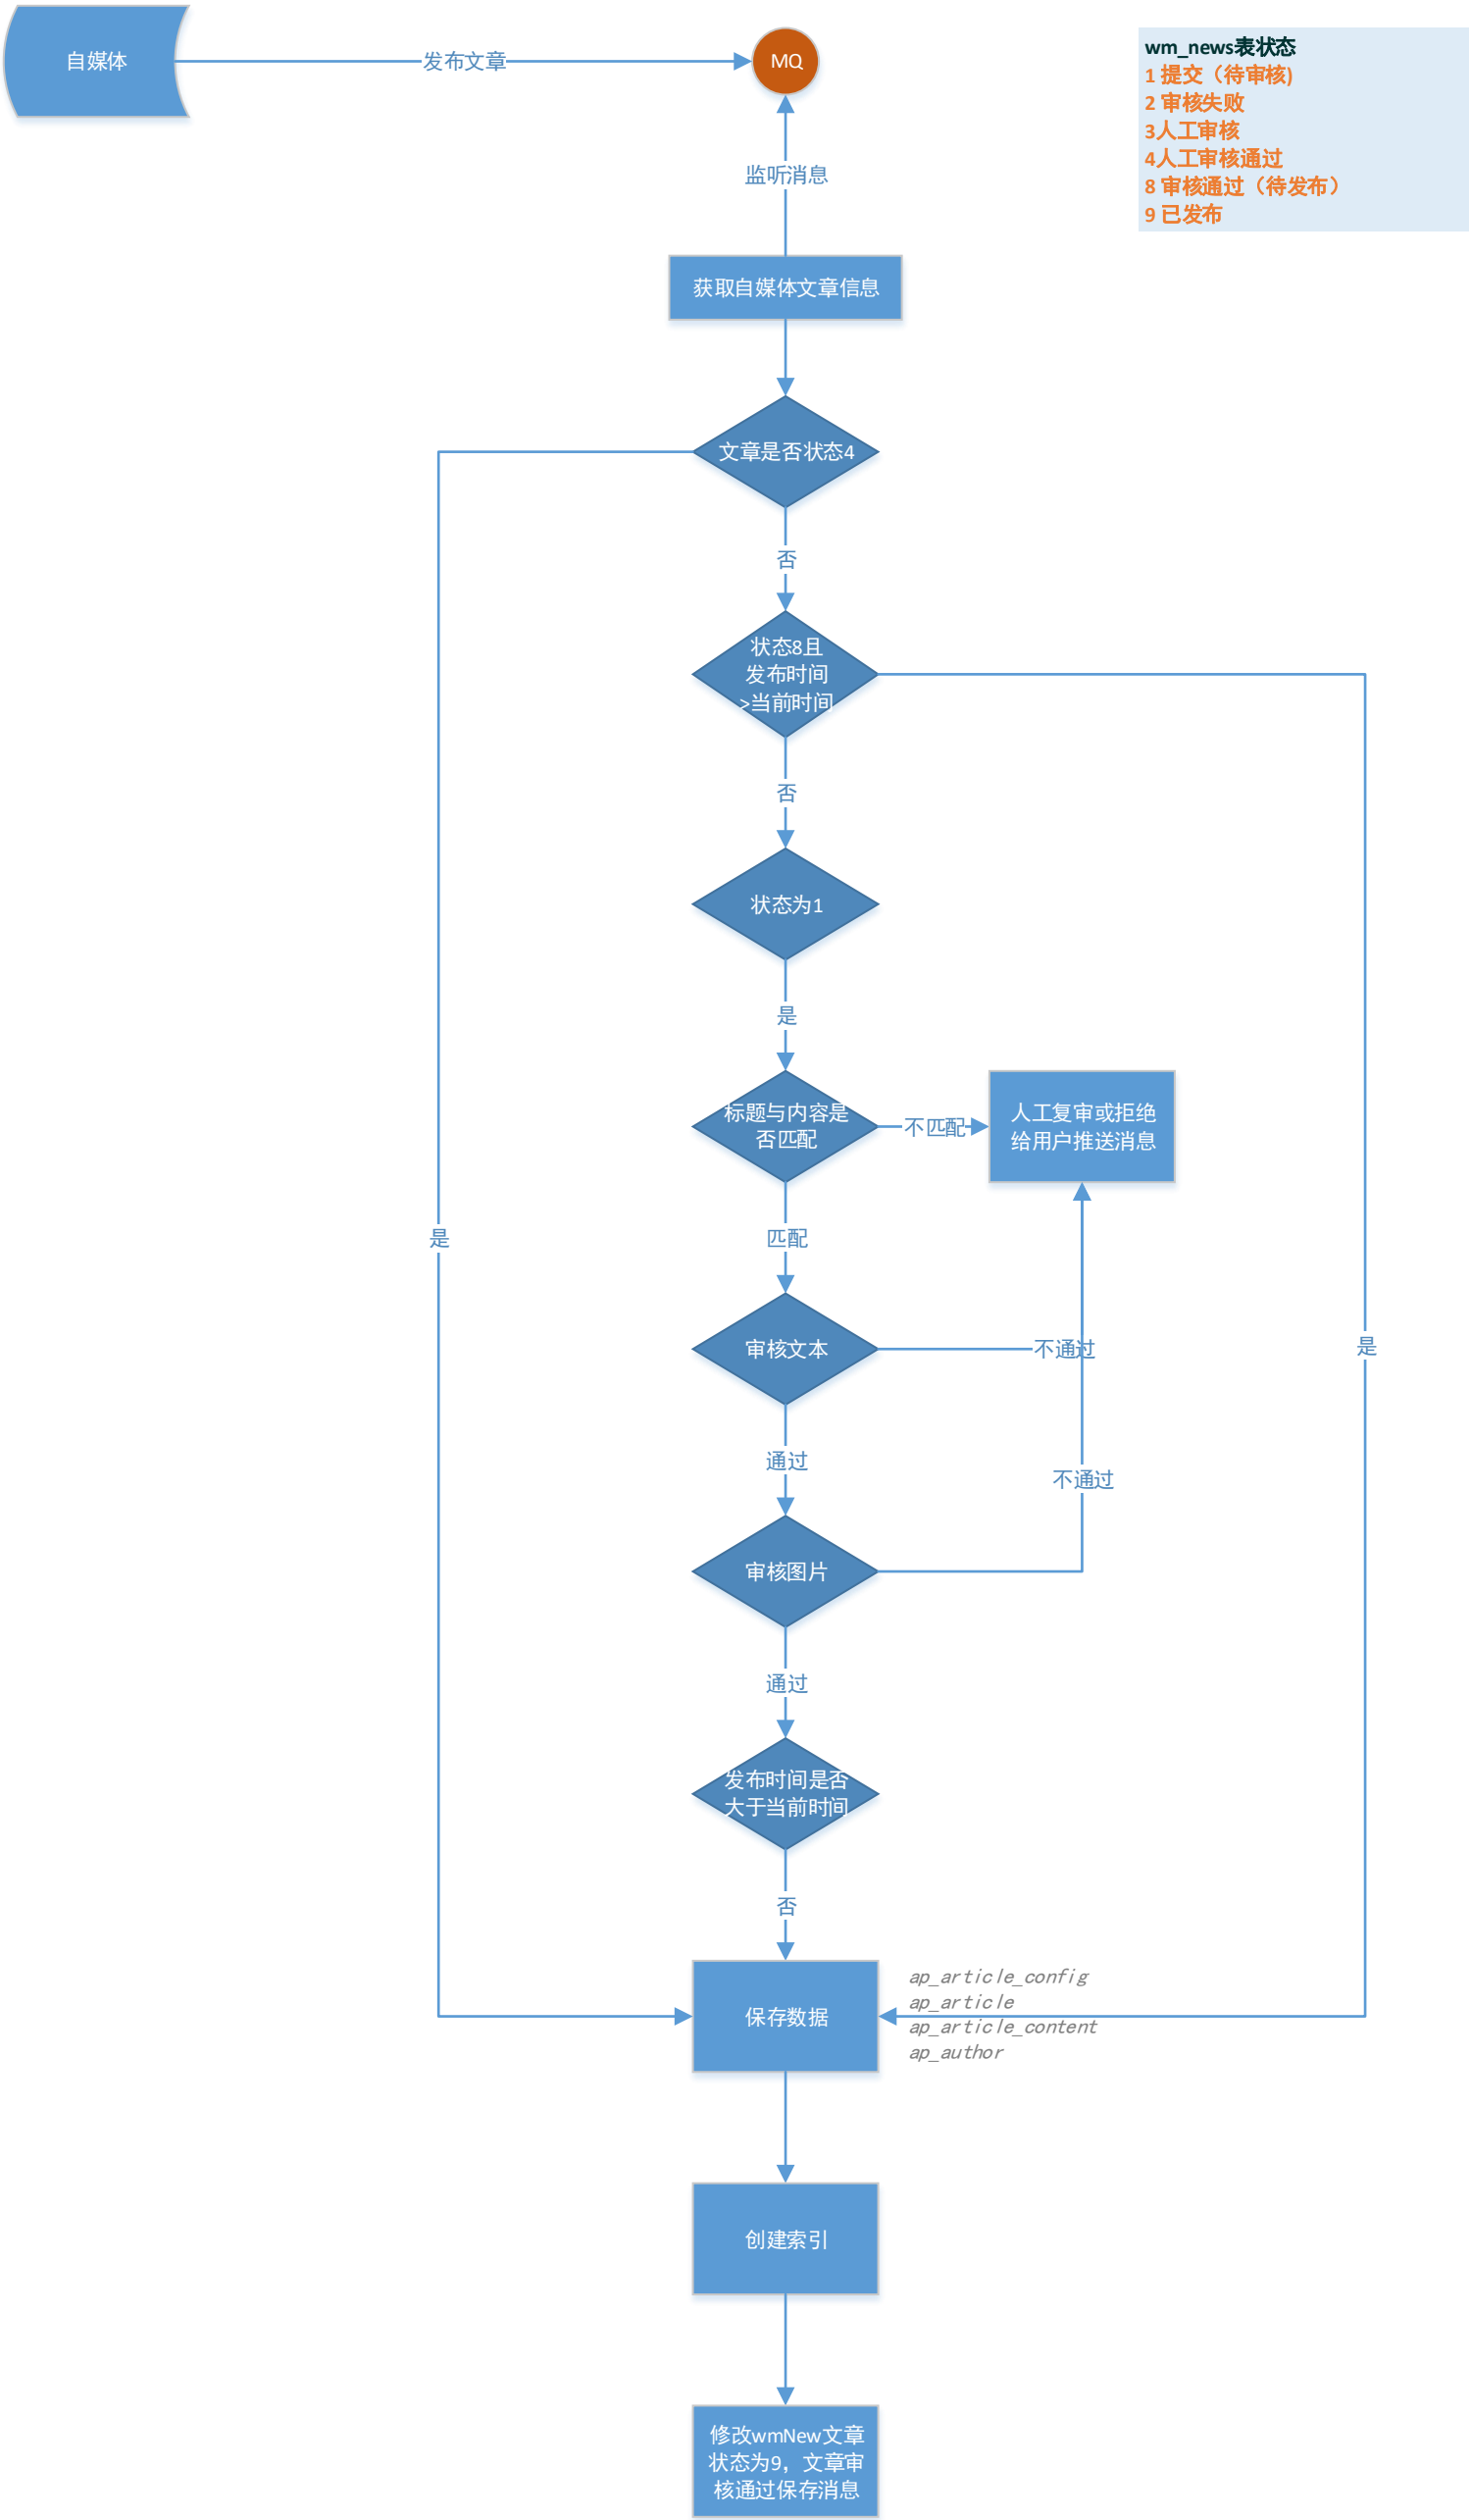 自媒体
发布文章
MQ
wm_news表状态
1 提交（待审核)
2 审核失败
3人工审核
4人工审核通过
8 审核通过（待发布）
9 已发布
监听消息
获取自媒体文章信息
文章是否状态4
否
状态8且
发布时间
>当前时间
否
状态为1
是
标题与内容是
否匹配
不匹配
人工复审或拒绝
给用户推送消息
匹配
是
审核文本
不通过
是
通过
不通过
审核图片
通过
发布时间是否
大于当前时间
否
保存数据
ap_article_config
ap_article
ap_article_content
ap_author
创建索引
修改wmNew文章
状态为9，文章审
核通过保存消息